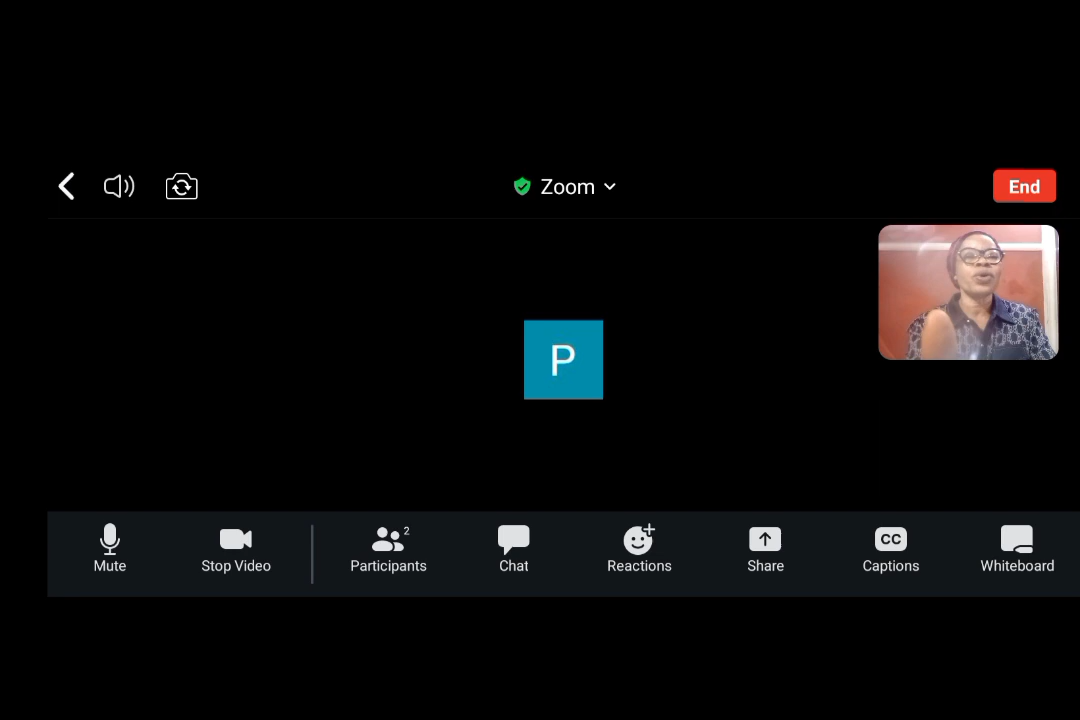 Zoom
End
P
Mute
Stop Video
Participants 2
Chat
Reactions
Share
CC
Captions
Whiteboard